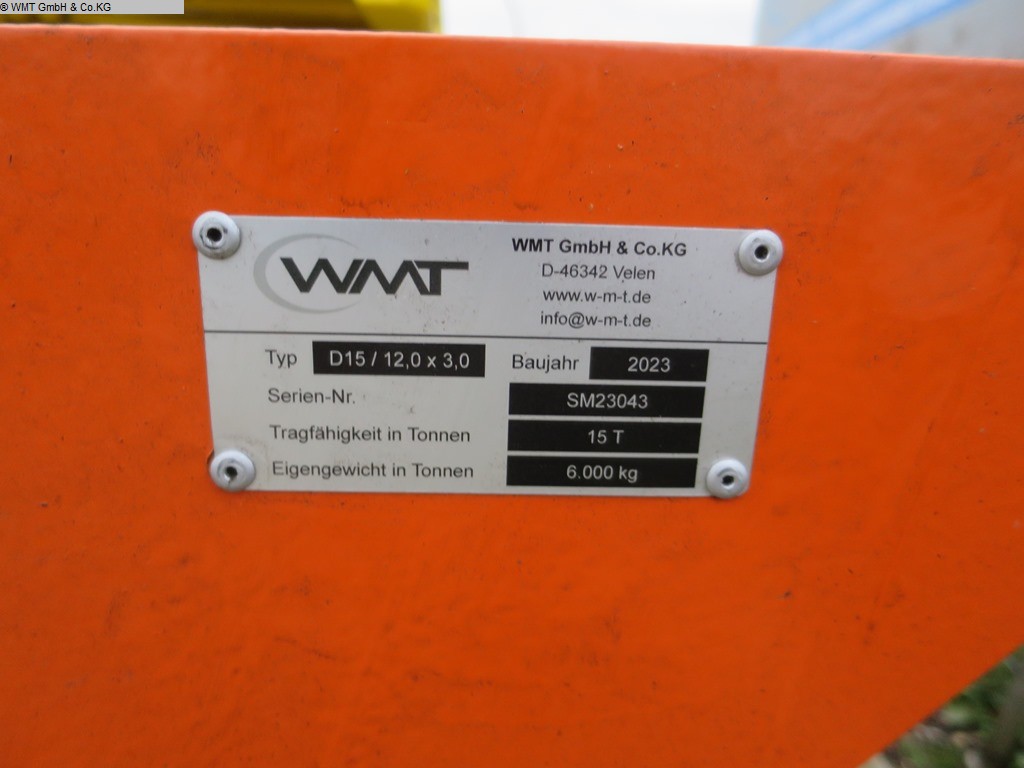 © WMT GmbH & Co.KG
WMT
WMT GmbH & Co.KG
D-46342 Velen
www.w-m-t.de
info@w-m-t.de
Typ D15 / 12,0 x 3,0 Baujahr 2023
Serien-Nr. SM23043
Tragfähigkeit in Tonnen 15 T
Eigengewicht in Tonnen 6.000 kg